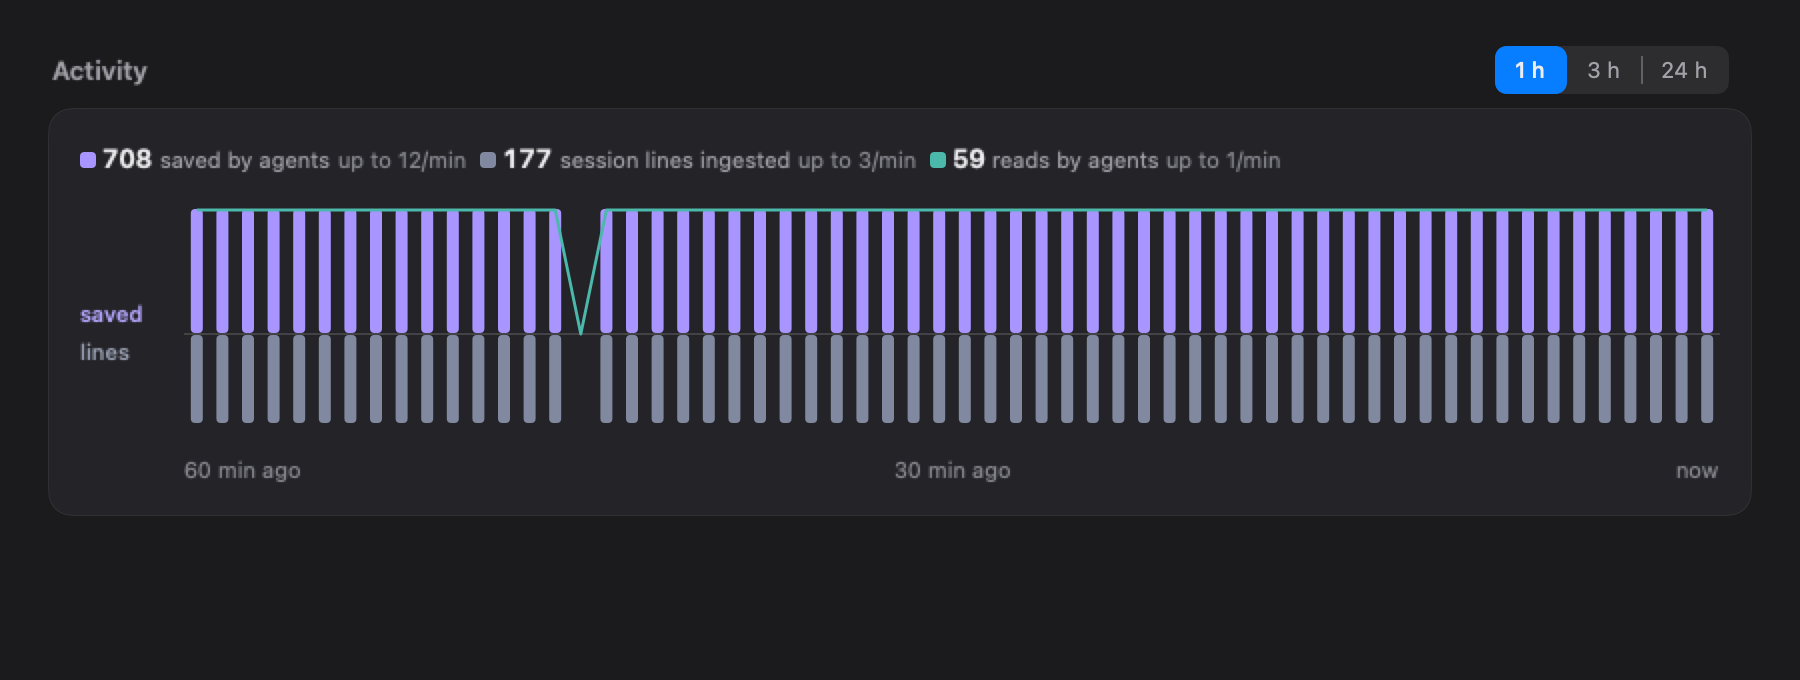 Activity
1 h 3 h 24 h
708 saved by agents up to 12/min 177 session lines ingested up to 3/min 59 reads by agents up to 1/min
saved
lines
60 min ago 30 min ago now